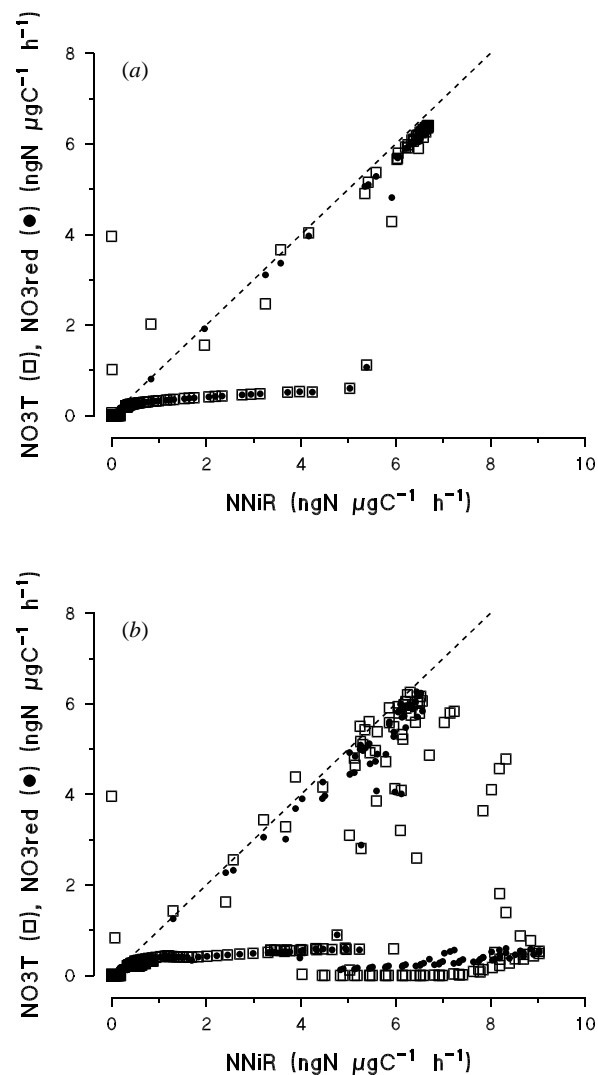 (a)
NO3T (□), NO3red (●) (ngN µgC⁻¹ h⁻¹)
8
6
4
2
0
0 2 4 6 8 10
NNiR (ngN µgC⁻¹ h⁻¹)
(b)
NO3T (□), NO3red (●) (ngN µgC⁻¹ h⁻¹)
8
6
4
2
0
0 2 4 6 8 10
NNiR (ngN µgC⁻¹ h⁻¹)